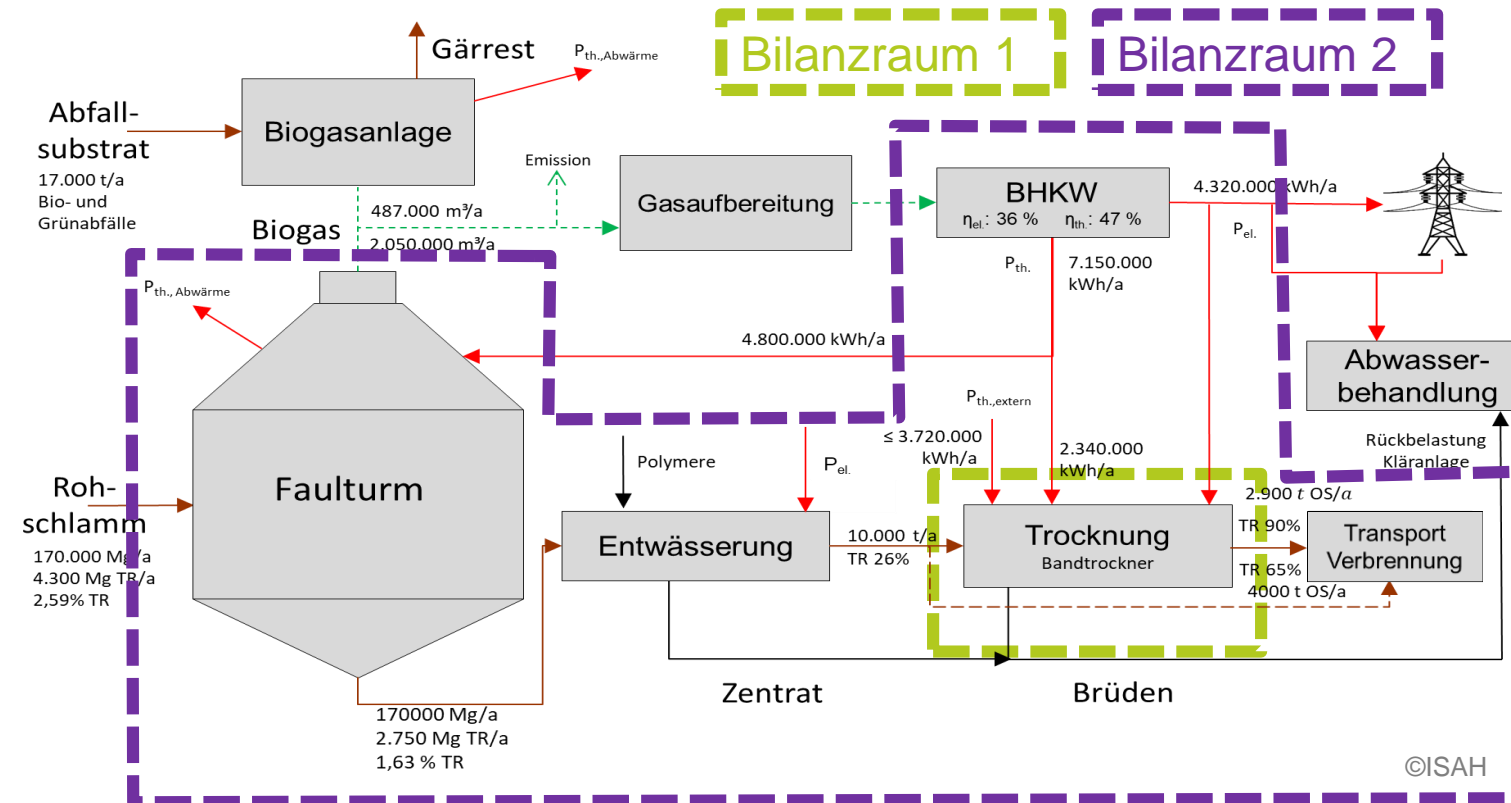 Bilanzraum 1
Bilanzraum 2
Gärrest
P th.,Abwärme
Abfall-
substrat
17.000 t/a
Bio- und
Grünabfälle
Biogasanlage
Emission
Gasaufbereitung
BHKW
ηel.: 36 % ηth.: 47 %
4.320.000 kWh/a
Pel.
487.000 m³/a
Biogas
2.050.000 m³/a
Pth.
7.150.000
kWh/a
Pth., Abwärme
4.800.000 kWh/a
Abwasser-
behandlung
Pth.,extern
≤ 3.720.000
kWh/a
2.340.000
kWh/a
Rückbelastung
Kläranlage
Polymere
Pel.
Roh-
schlamm
170.000 Mg/a
4.300 Mg TR/a
2,59% TR
Faulturm
Entwässerung
10.000 t/a
TR 26%
Trocknung
Bandtrockner
2.900 t OS/a
TR 90%
TR 65%
4000 t OS/a
Transport
Verbrennung
Zentrat
Brüden
170000 Mg/a
2.750 Mg TR/a
1,63 % TR
©ISAH